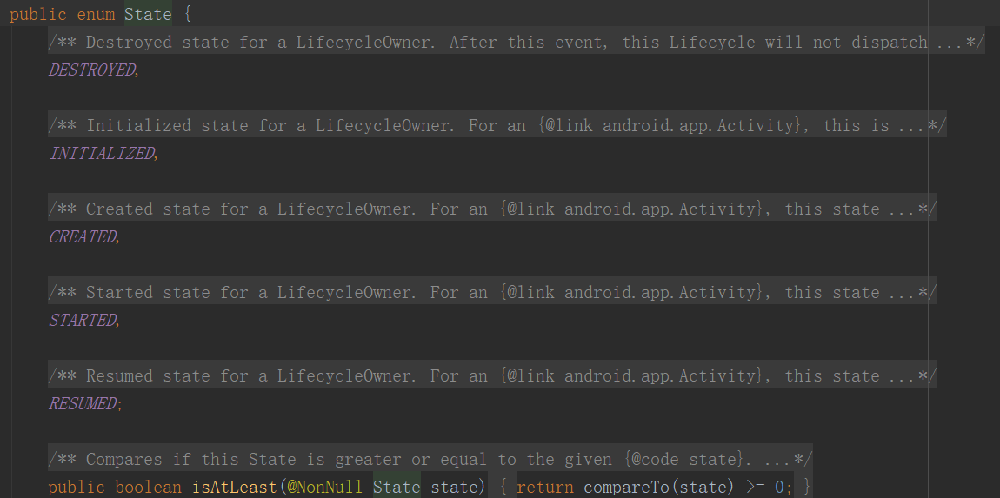 public enum State {
/** Destroyed state for a LifecycleOwner. After this event, this Lifecycle will not dispatch ...*/
DESTROYED,
/** Initialized state for a LifecycleOwner. For an {@link android.app.Activity}, this is ...*/
INITIALIZED,
/** Created state for a LifecycleOwner. For an {@link android.app.Activity}, this state ...*/
CREATED,
/** Started state for a LifecycleOwner. For an {@link android.app.Activity}, this state ...*/
STARTED,
/** Resumed state for a LifecycleOwner. For an {@link android.app.Activity}, this state ...*/
RESUMED;
/** Compares if this State is greater or equal to the given {@code state}. ...*/
public boolean isAtLeast(@NonNull State state) { return compareTo(state) >= 0; }